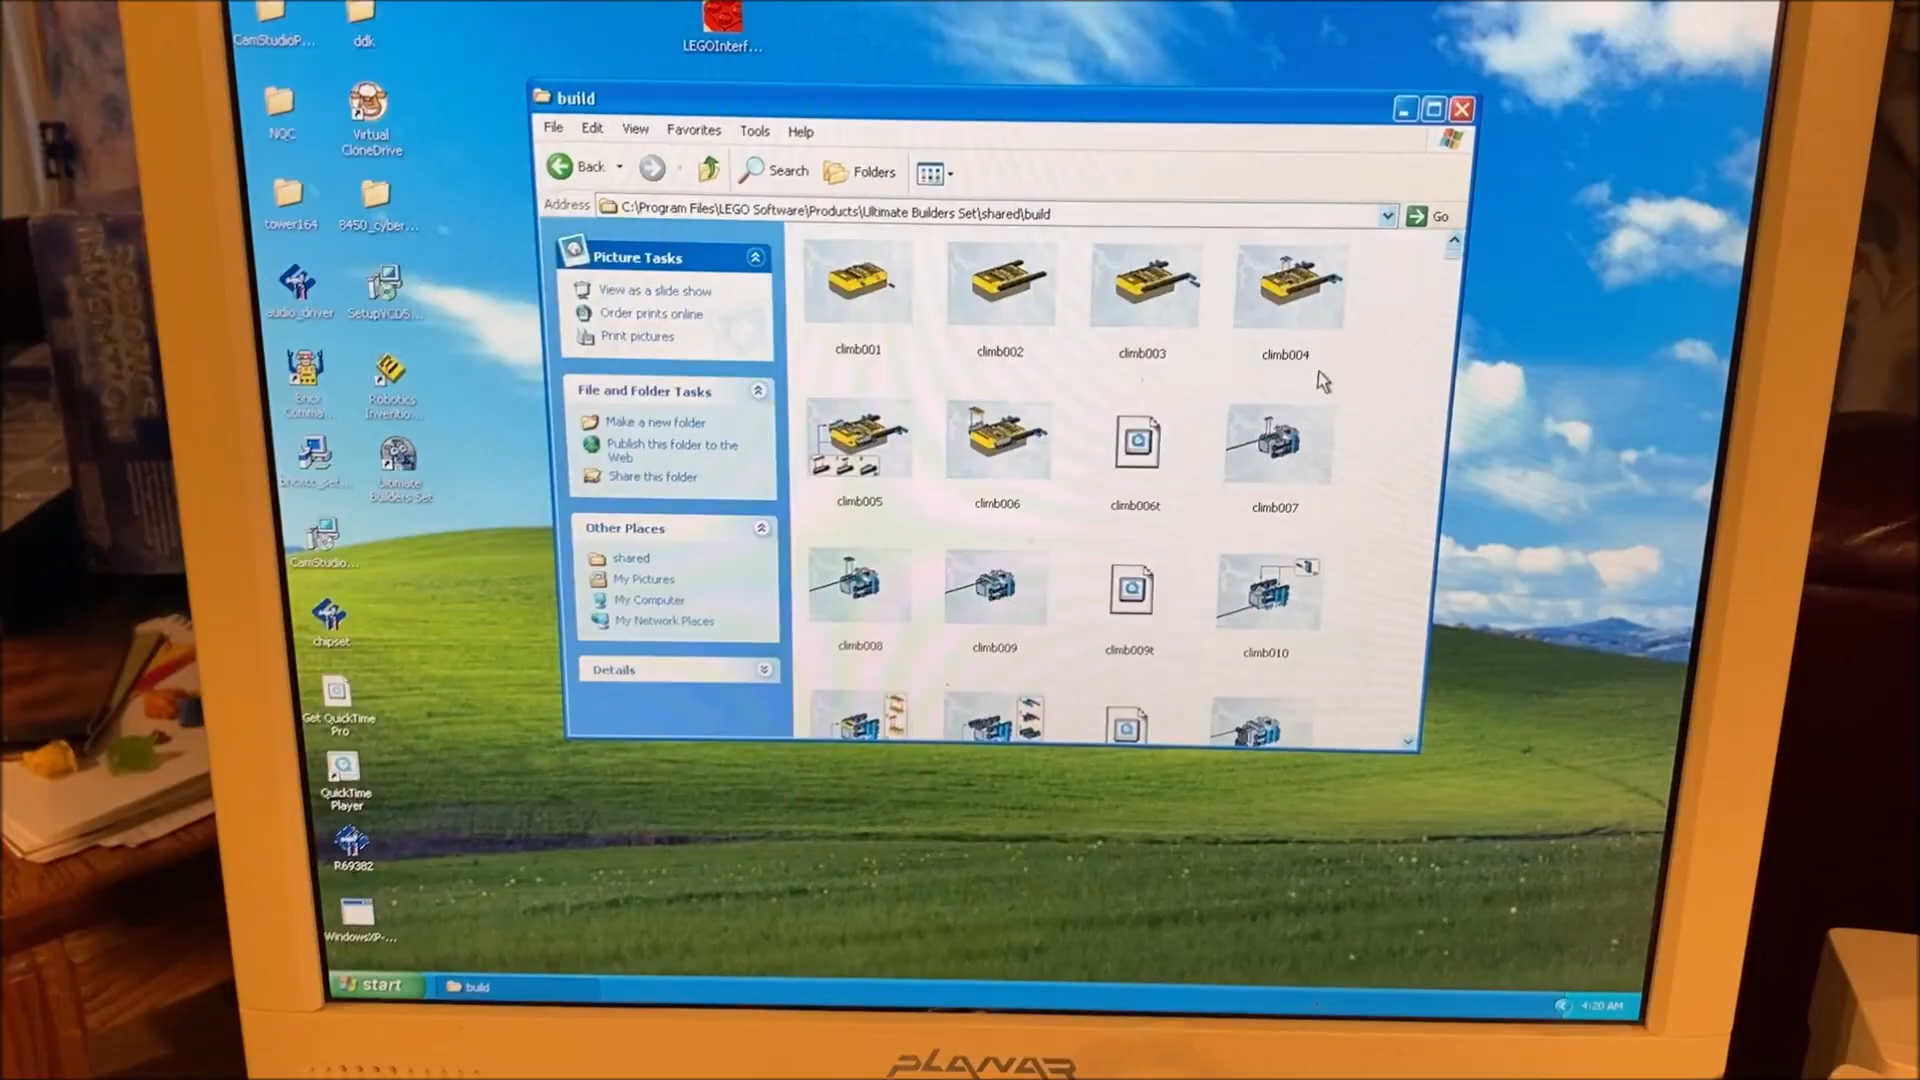 CamStudioP...
ddk
LEGOInterf...
NQC
Virtual CloneDrive
tower164
8450_cyber...
audio_driver
SetupVCD5...
Bricx Comma...
Robotics Inventio...
bricxcc_set...
Ultimate Builders Set
CamStudio...
chipset
Get QuickTime Pro
QuickTime Player
R69382
WindowsXP-...
build
File Edit View Favorites Tools Help
Back Search Folders
Address C:\Program Files\LEGO Software\Products\Ultimate Builders Set\shared\build Go
Picture Tasks
View as a slide show
Order prints online
Print pictures
File and Folder Tasks
Make a new folder
Publish this folder to the Web
Share this folder
Other Places
shared
My Pictures
My Computer
My Network Places
Details
climb001 climb002 climb003 climb004
climb005 climb006 climb006t climb007
climb008 climb009 climb009t climb010
start build 4:20 AM
PLANAR